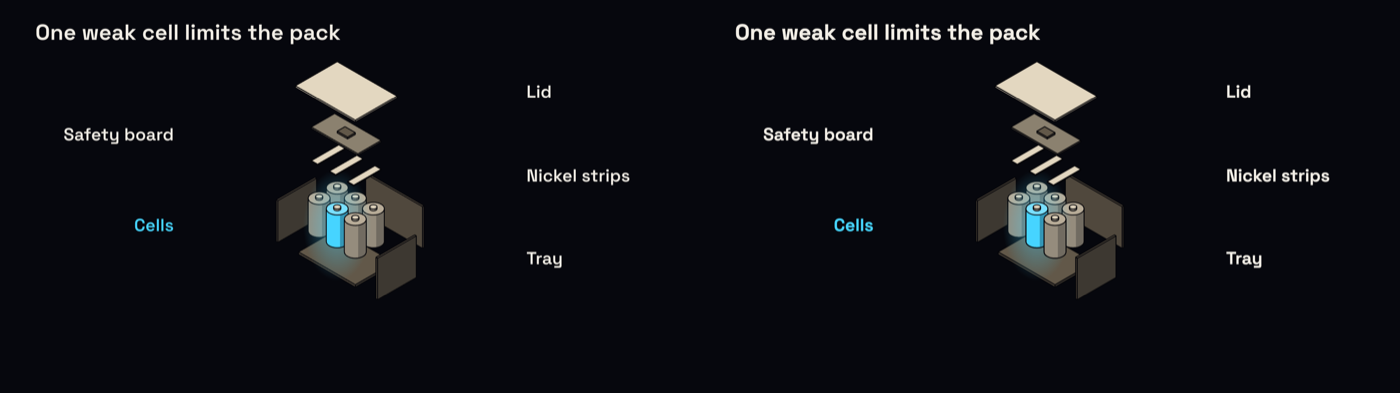 One weak cell limits the pack
Lid
Safety board
Nickel strips
Cells
Tray
One weak cell limits the pack
Lid
Safety board
Nickel strips
Cells
Tray